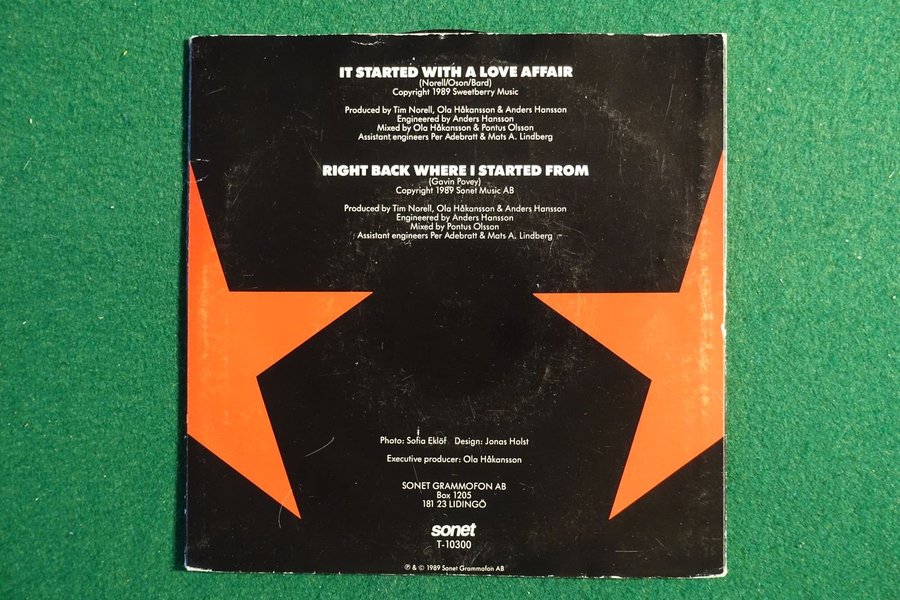 IT STARTED WITH A LOVE AFFAIR
(Norell/Oson/Bard)
Copyright 1989 Sweetberry Music
Produced by Tim Norell, Ola Håkansson & Anders Hansson
Engineered by Anders Hansson
Mixed by Ola Håkansson & Pontus Olsson
Assistant engineers Per Adebratt & Mats A. Lindberg
RIGHT BACK WHERE I STARTED FROM
(Gavin Povey)
Copyright 1989 Sonet Music AB
Produced by Tim Norell, Ola Håkansson & Anders Hansson
Engineered by Anders Hansson
Mixed by Pontus Olsson
Assistant engineers Per Adebratt & Mats A. Lindberg
Photo: Sofia Eklöf Design: Jonas Holst
Executive producer: Ola Håkansson
SONET GRAMMOFON AB
Box 1205
181 23 LIDINGÖ
sonet
T-10300
℗ & © 1989 Sonet Grammofon AB